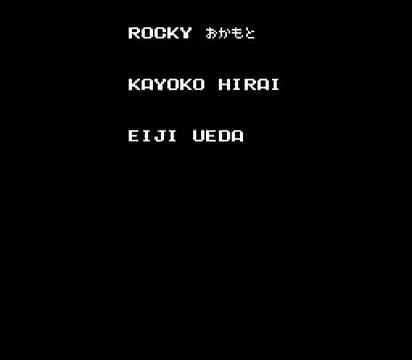 ROCKY おかもと
KAYOKO HIRAI
EIJI UEDA